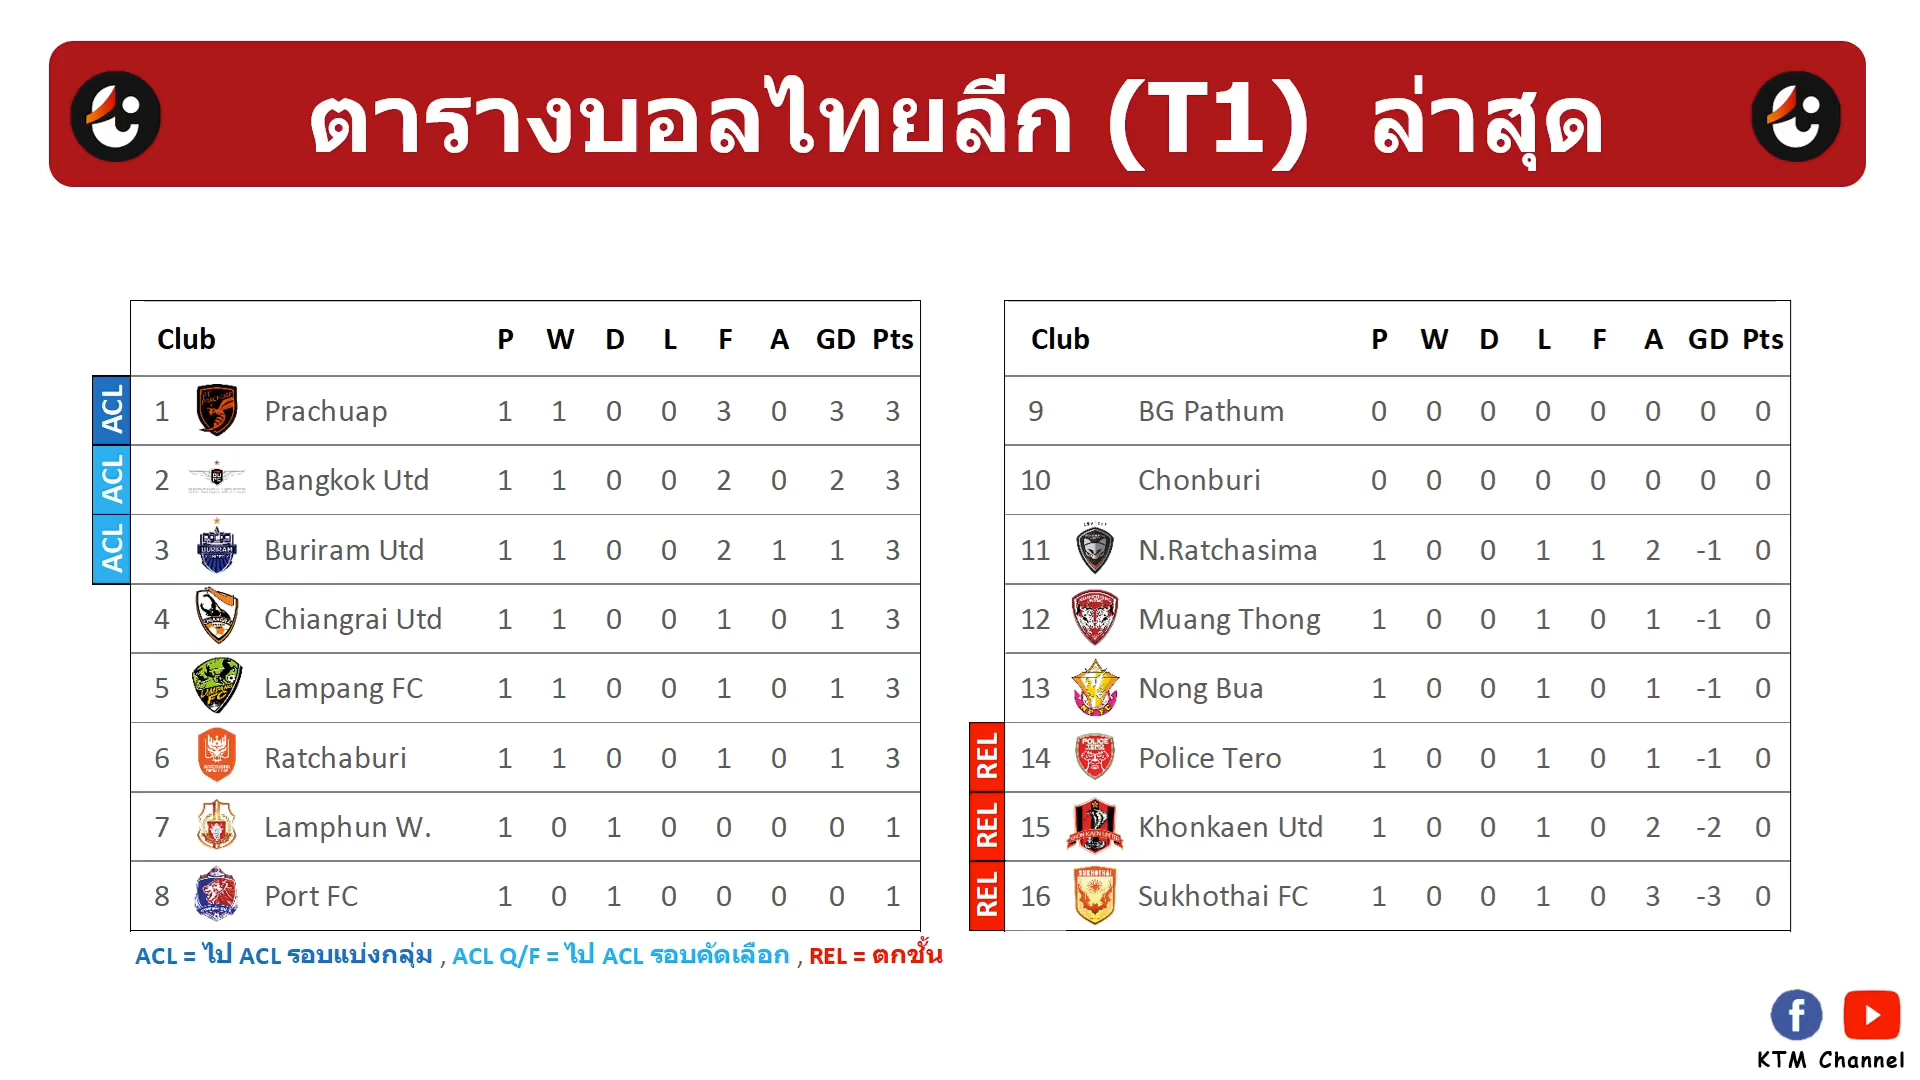 ตารางบอลไทยลีก (T1) ล่าสุด
Club P W D L F A GD Pts
ACL 1 Prachuap 1 1 0 0 3 0 3 3
ACL 2 Bangkok Utd 1 1 0 0 2 0 2 3
ACL 3 Buriram Utd 1 1 0 0 2 1 1 3
4 Chiangrai Utd 1 1 0 0 1 0 1 3
5 Lampang FC 1 1 0 0 1 0 1 3
6 Ratchaburi 1 1 0 0 1 0 1 3
7 Lamphun W. 1 0 1 0 0 0 0 1
8 Port FC 1 0 1 0 0 0 0 1
Club P W D L F A GD Pts
9 BG Pathum 0 0 0 0 0 0 0 0
10 Chonburi 0 0 0 0 0 0 0 0
11 N.Ratchasima 1 0 0 1 1 2 -1 0
12 Muang Thong 1 0 0 1 0 1 -1 0
13 Nong Bua 1 0 0 1 0 1 -1 0
REL 14 Police Tero 1 0 0 1 0 1 -1 0
REL 15 Khonkaen Utd 1 0 0 1 0 2 -2 0
REL 16 Sukhothai FC 1 0 0 1 0 3 -3 0
ACL = ไป ACL รอบแบ่งกลุ่ม , ACL Q/F = ไป ACL รอบคัดเลือก , REL = ตกชั้น
KTM Channel